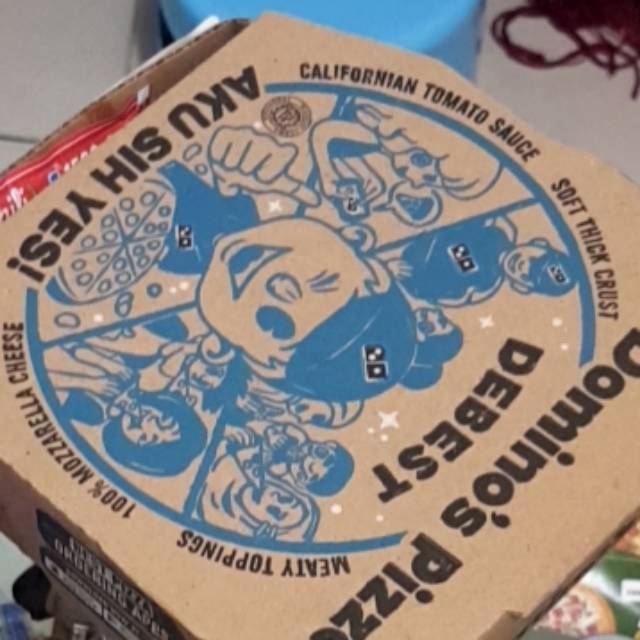 Domino's Pizza
DEBEST
AKU SIH YES!
CALIFORNIAN TOMATO SAUCE
SOFT THICK CRUST
100% MOZZARELLA CHEESE
MEATY TOPPINGS